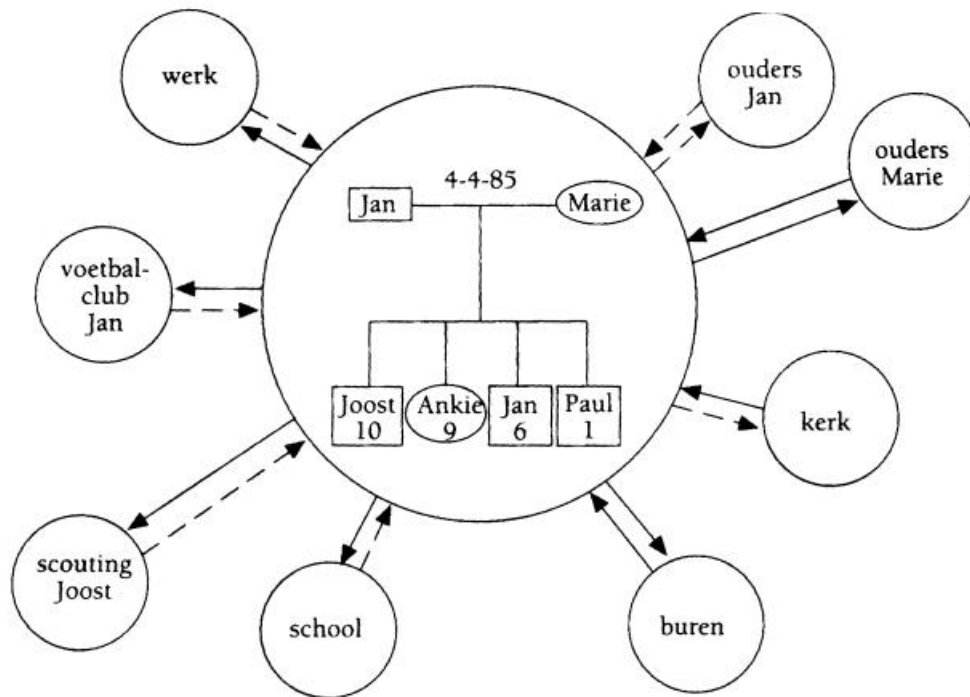 werk
ouders
Jan
ouders
Marie
4-4-85
Jan
Marie
voetbal-
club
Jan
Joost
10
Ankie
9
Jan
6
Paul
1
kerk
scouting
Joost
school
buren